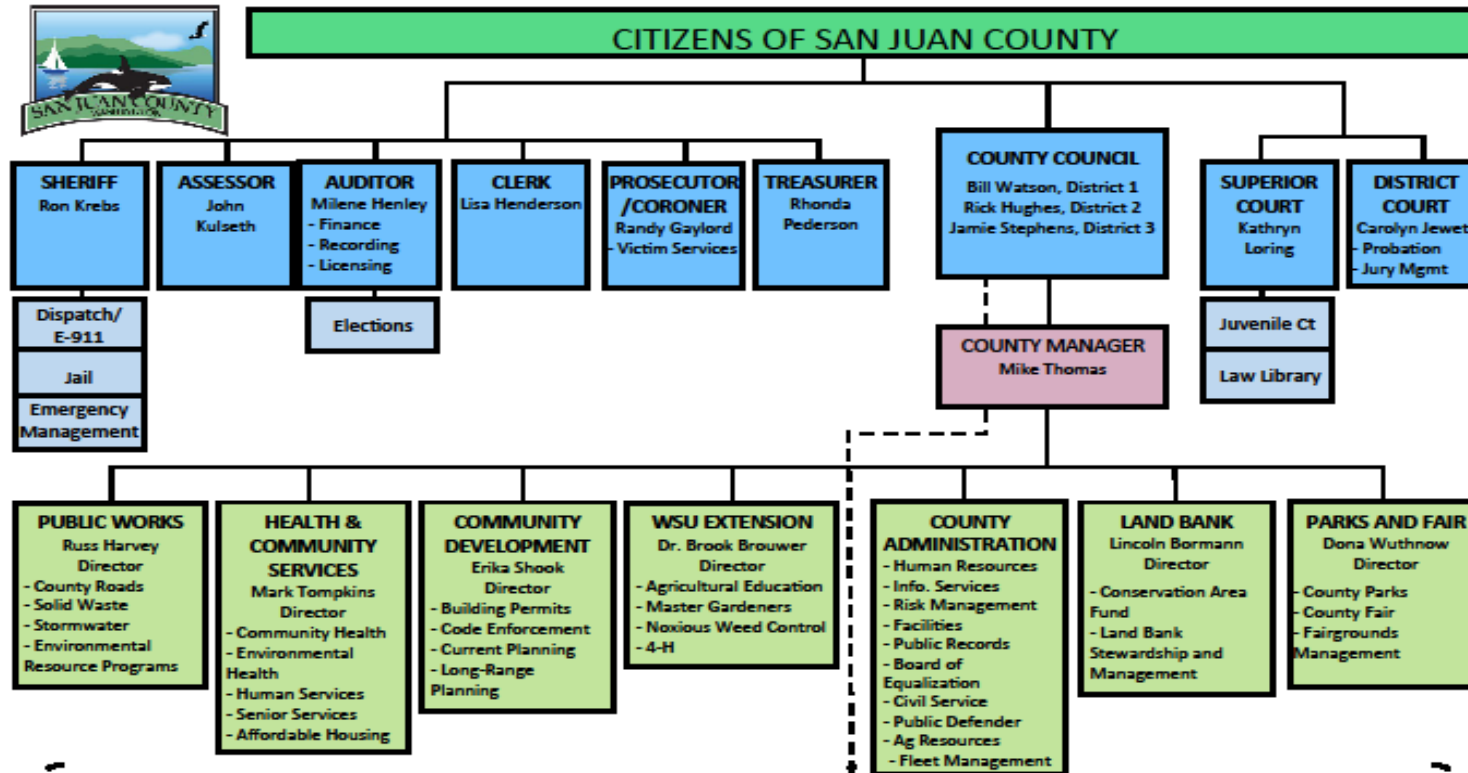 SAN JUAN COUNTY
WASHINGTON
CITIZENS OF SAN JUAN COUNTY
SHERIFF
Ron Krebs
ASSESSOR
John
Kulseth
AUDITOR
Milene Henley
- Finance
- Recording
- Licensing
CLERK
Lisa Henderson
PROSECUTOR
/CORONER
Randy Gaylord
- Victim Services
TREASURER
Rhonda
Pederson
COUNTY COUNCIL
Bill Watson, District 1
Rick Hughes, District 2
Jamie Stephens, District 3
SUPERIOR
COURT
Kathryn
Loring
DISTRICT
COURT
Carolyn Jewet
- Probation
- Jury Mgmt
Dispatch/
E-911
Jail
Emergency
Management
Elections
COUNTY MANAGER
Mike Thomas
Juvenile Ct
Law Library
PUBLIC WORKS
Russ Harvey
Director
- County Roads
- Solid Waste
- Stormwater
- Environmental
Resource Programs
HEALTH &
COMMUNITY
SERVICES
Mark Tompkins
Director
- Community Health
- Environmental
Health
- Human Services
- Senior Services
- Affordable Housing
COMMUNITY
DEVELOPMENT
Erika Shook
Director
- Building Permits
- Code Enforcement
- Current Planning
- Long-Range
Planning
WSU EXTENSION
Dr. Brook Brouwer
Director
- Agricultural Education
- Master Gardeners
- Noxious Weed Control
- 4-H
COUNTY
ADMINISTRATION
- Human Resources
- Info. Services
- Risk Management
- Facilities
- Public Records
- Board of
Equalization
- Civil Service
- Public Defender
- Ag Resources
- Fleet Management
LAND BANK
Lincoln Bormann
Director
- Conservation Area
Fund
- Land Bank
Stewardship and
Management
PARKS AND FAIR
Dona Wuthnow
Director
- County Parks
- County Fair
- Fairgrounds
Management